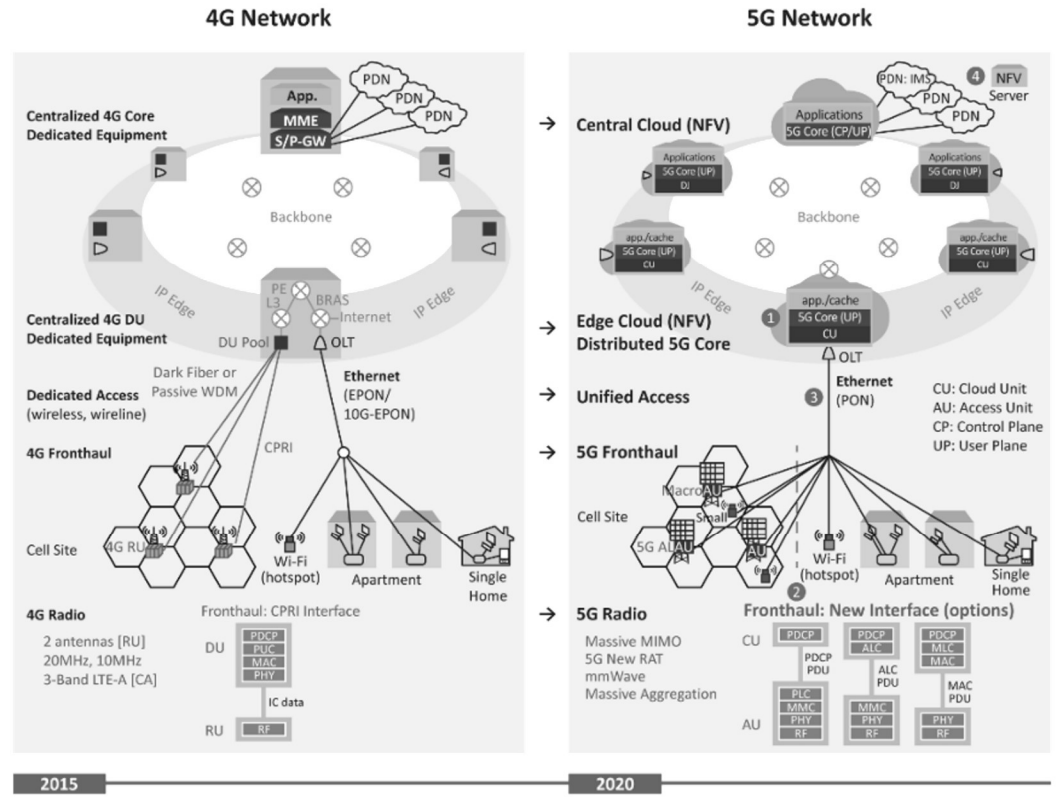 4G Network
5G Network
Centralized 4G Core
Dedicated Equipment
App.
MME
S/P-GW
PDN
PDN
PDN
Backbone
IP Edge
IP Edge
PE
L3
BRAS
Internet
Centralized 4G DU
Dedicated Equipment
DU Pool
OLT
Dark Fiber or
Passive WDM
Ethernet
(EPON/
10G-EPON)
Dedicated Access
(wireless, wireline)
CPRI
4G Fronthaul
Cell Site
4G RU
Wi-Fi
(hotspot)
Apartment
Single
Home
4G Radio
2 antennas [RU]
20MHz, 10MHz
3-Band LTE-A [CA]
Fronthaul: CPRI Interface
DU
PDCP
PUC
MAC
PHY
IC data
RU
RF
→ Central Cloud (NFV)
Applications
5G Core (CP/UP)
PDN: IMS
PDN
PDN
4 NFV
Server
Applications
5G Core (UP)
DJ
Applications
5G Core (UP)
DJ
Backbone
app./cache
5G Core (UP)
CU
app./cache
5G Core (UP)
CU
IP Edge
IP Edge
→ Edge Cloud (NFV)
Distributed 5G Core
1
app./cache
5G Core (UP)
CU
OLT
→ Unified Access
3
Ethernet
(PON)
CU: Cloud Unit
AU: Access Unit
CP: Control Plane
UP: User Plane
→ 5G Fronthaul
Cell Site
Macro
AU
Small
5G AU
AU
AU
Wi-Fi
(hotspot)
Apartment
Single
Home
2
→ 5G Radio
Massive MIMO
5G New RAT
mmWave
Massive Aggregation
Fronthaul: New Interface (options)
CU
PDCP
PDCP
PDU
PLC
MMC
PHY
RF
PDCP
ALC
ALC
PDU
MMC
PHY
RF
PDCP
MLC
MAC
MAC
PDU
PHY
RF
AU
2015
2020